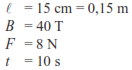 ℓ = 15 cm = 0,15 m
B = 40 T
F = 8 N
t = 10 s